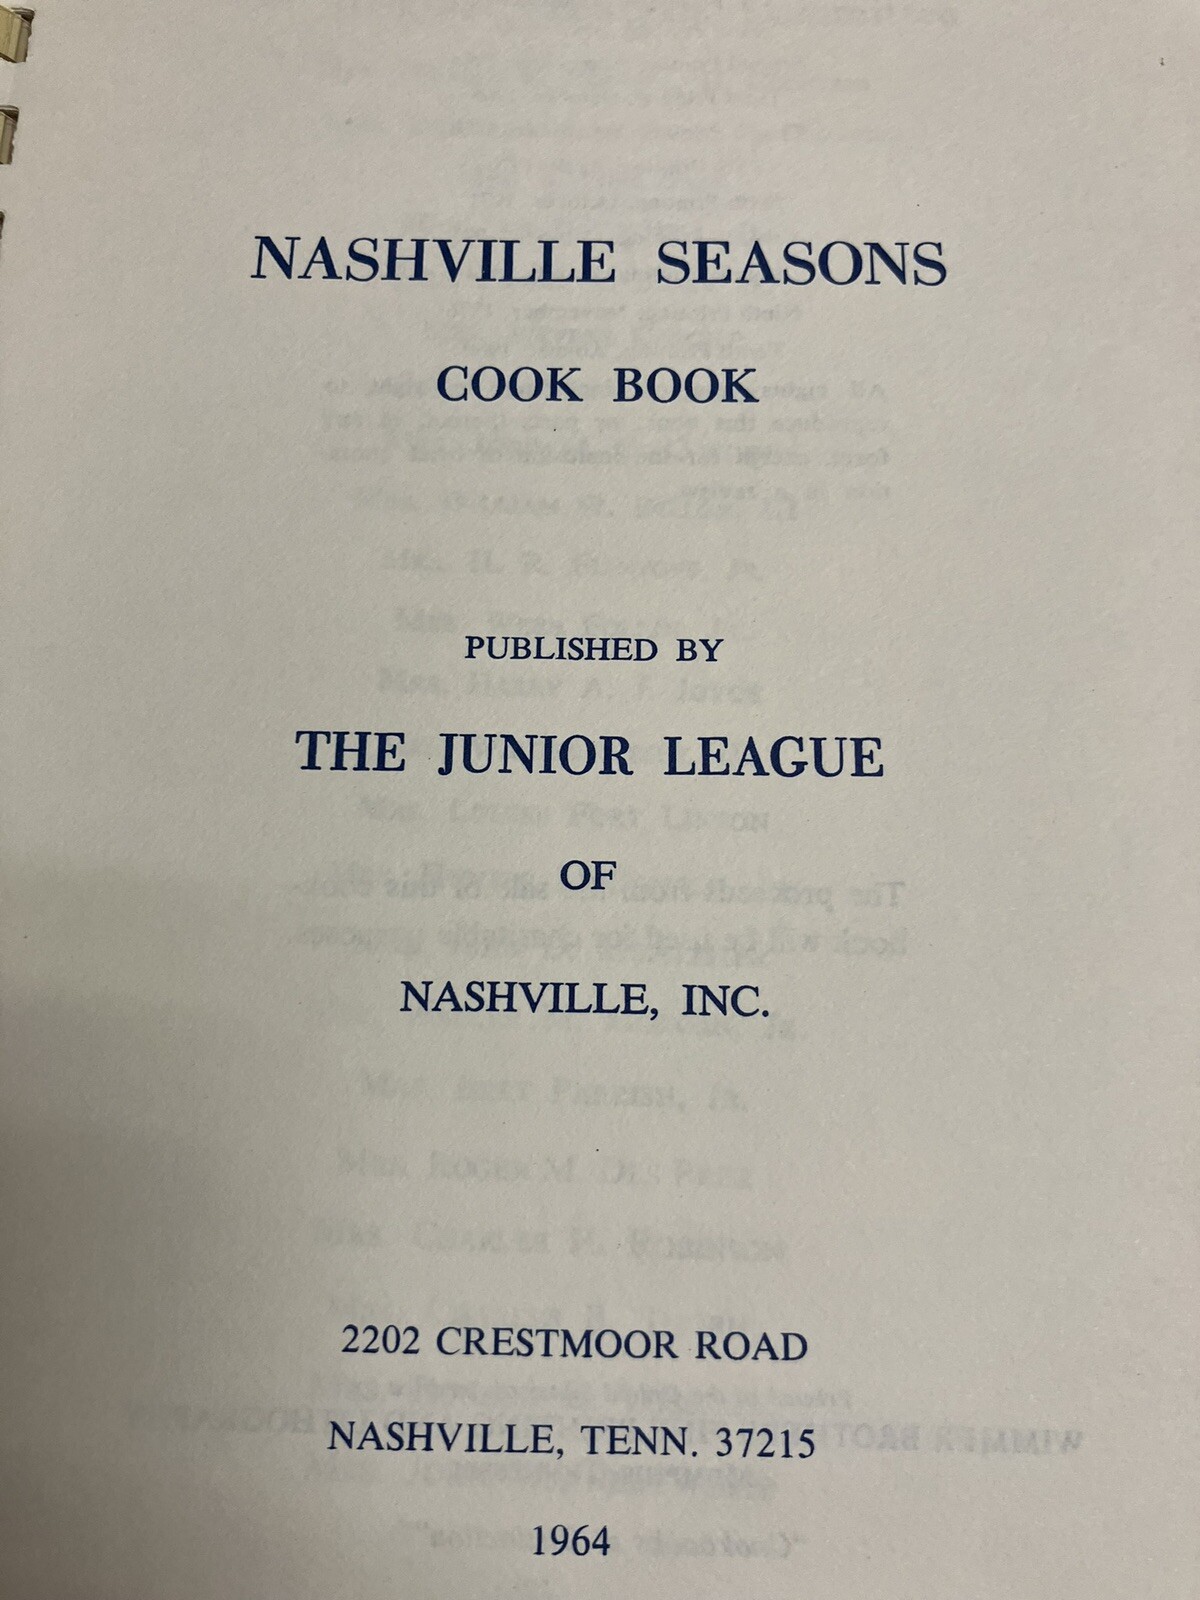 NASHVILLE SEASONS
COOK BOOK
PUBLISHED BY
THE JUNIOR LEAGUE
OF
NASHVILLE, INC.
2202 CRESTMOOR ROAD
NASHVILLE, TENN. 37215
1964